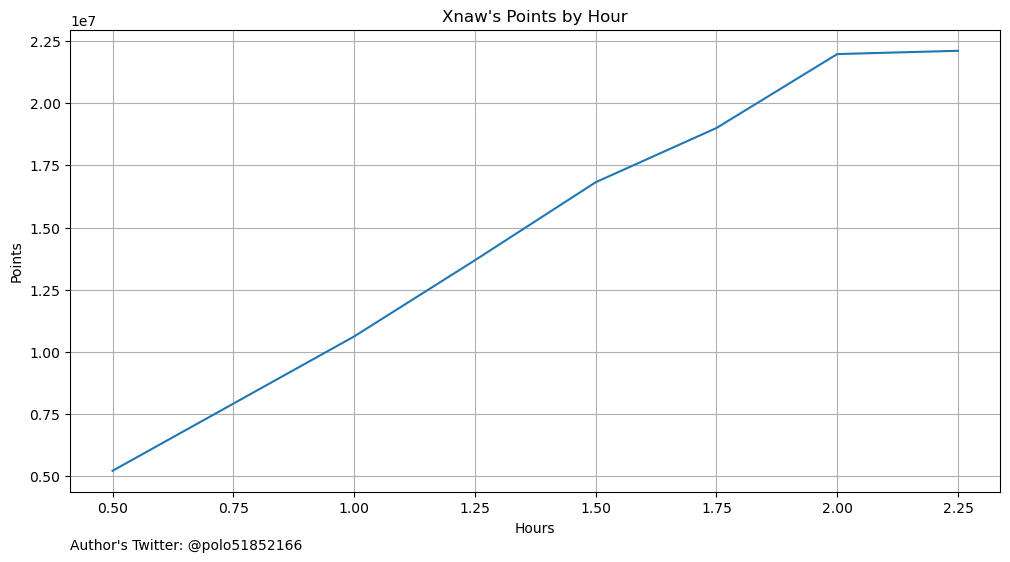 Xnaw's Points by Hour
1e7
2.25
2.00
1.75
1.50
1.25
1.00
0.75
0.50
Points
0.50 0.75 1.00 1.25 1.50 1.75 2.00 2.25
Hours
Author's Twitter: @polo51852166